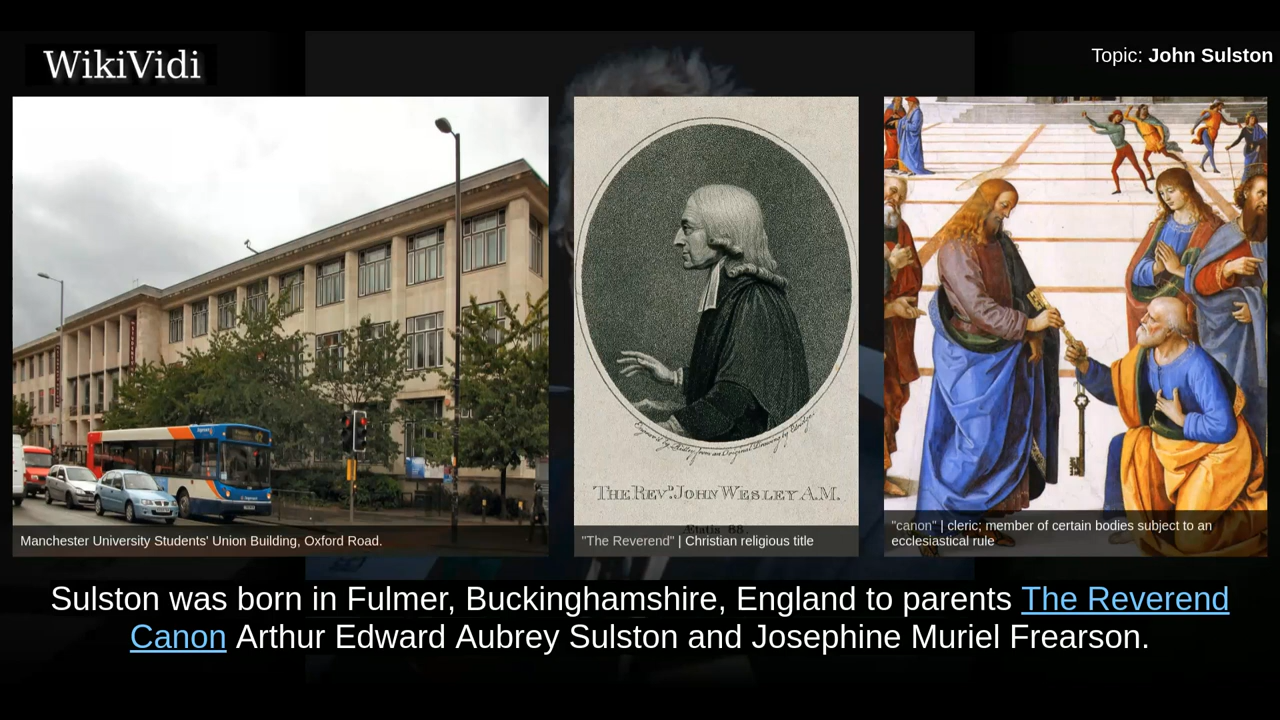 WikiVidi
Topic: John Sulston
Manchester University Students' Union Building, Oxford Road.
THE REVD. JOHN WESLEY A.M.
Ætatis 88.
"The Reverend" | Christian religious title
"canon" | cleric; member of certain bodies subject to an
ecclesiastical rule
Sulston was born in Fulmer, Buckinghamshire, England to parents The Reverend
Canon Arthur Edward Aubrey Sulston and Josephine Muriel Frearson.